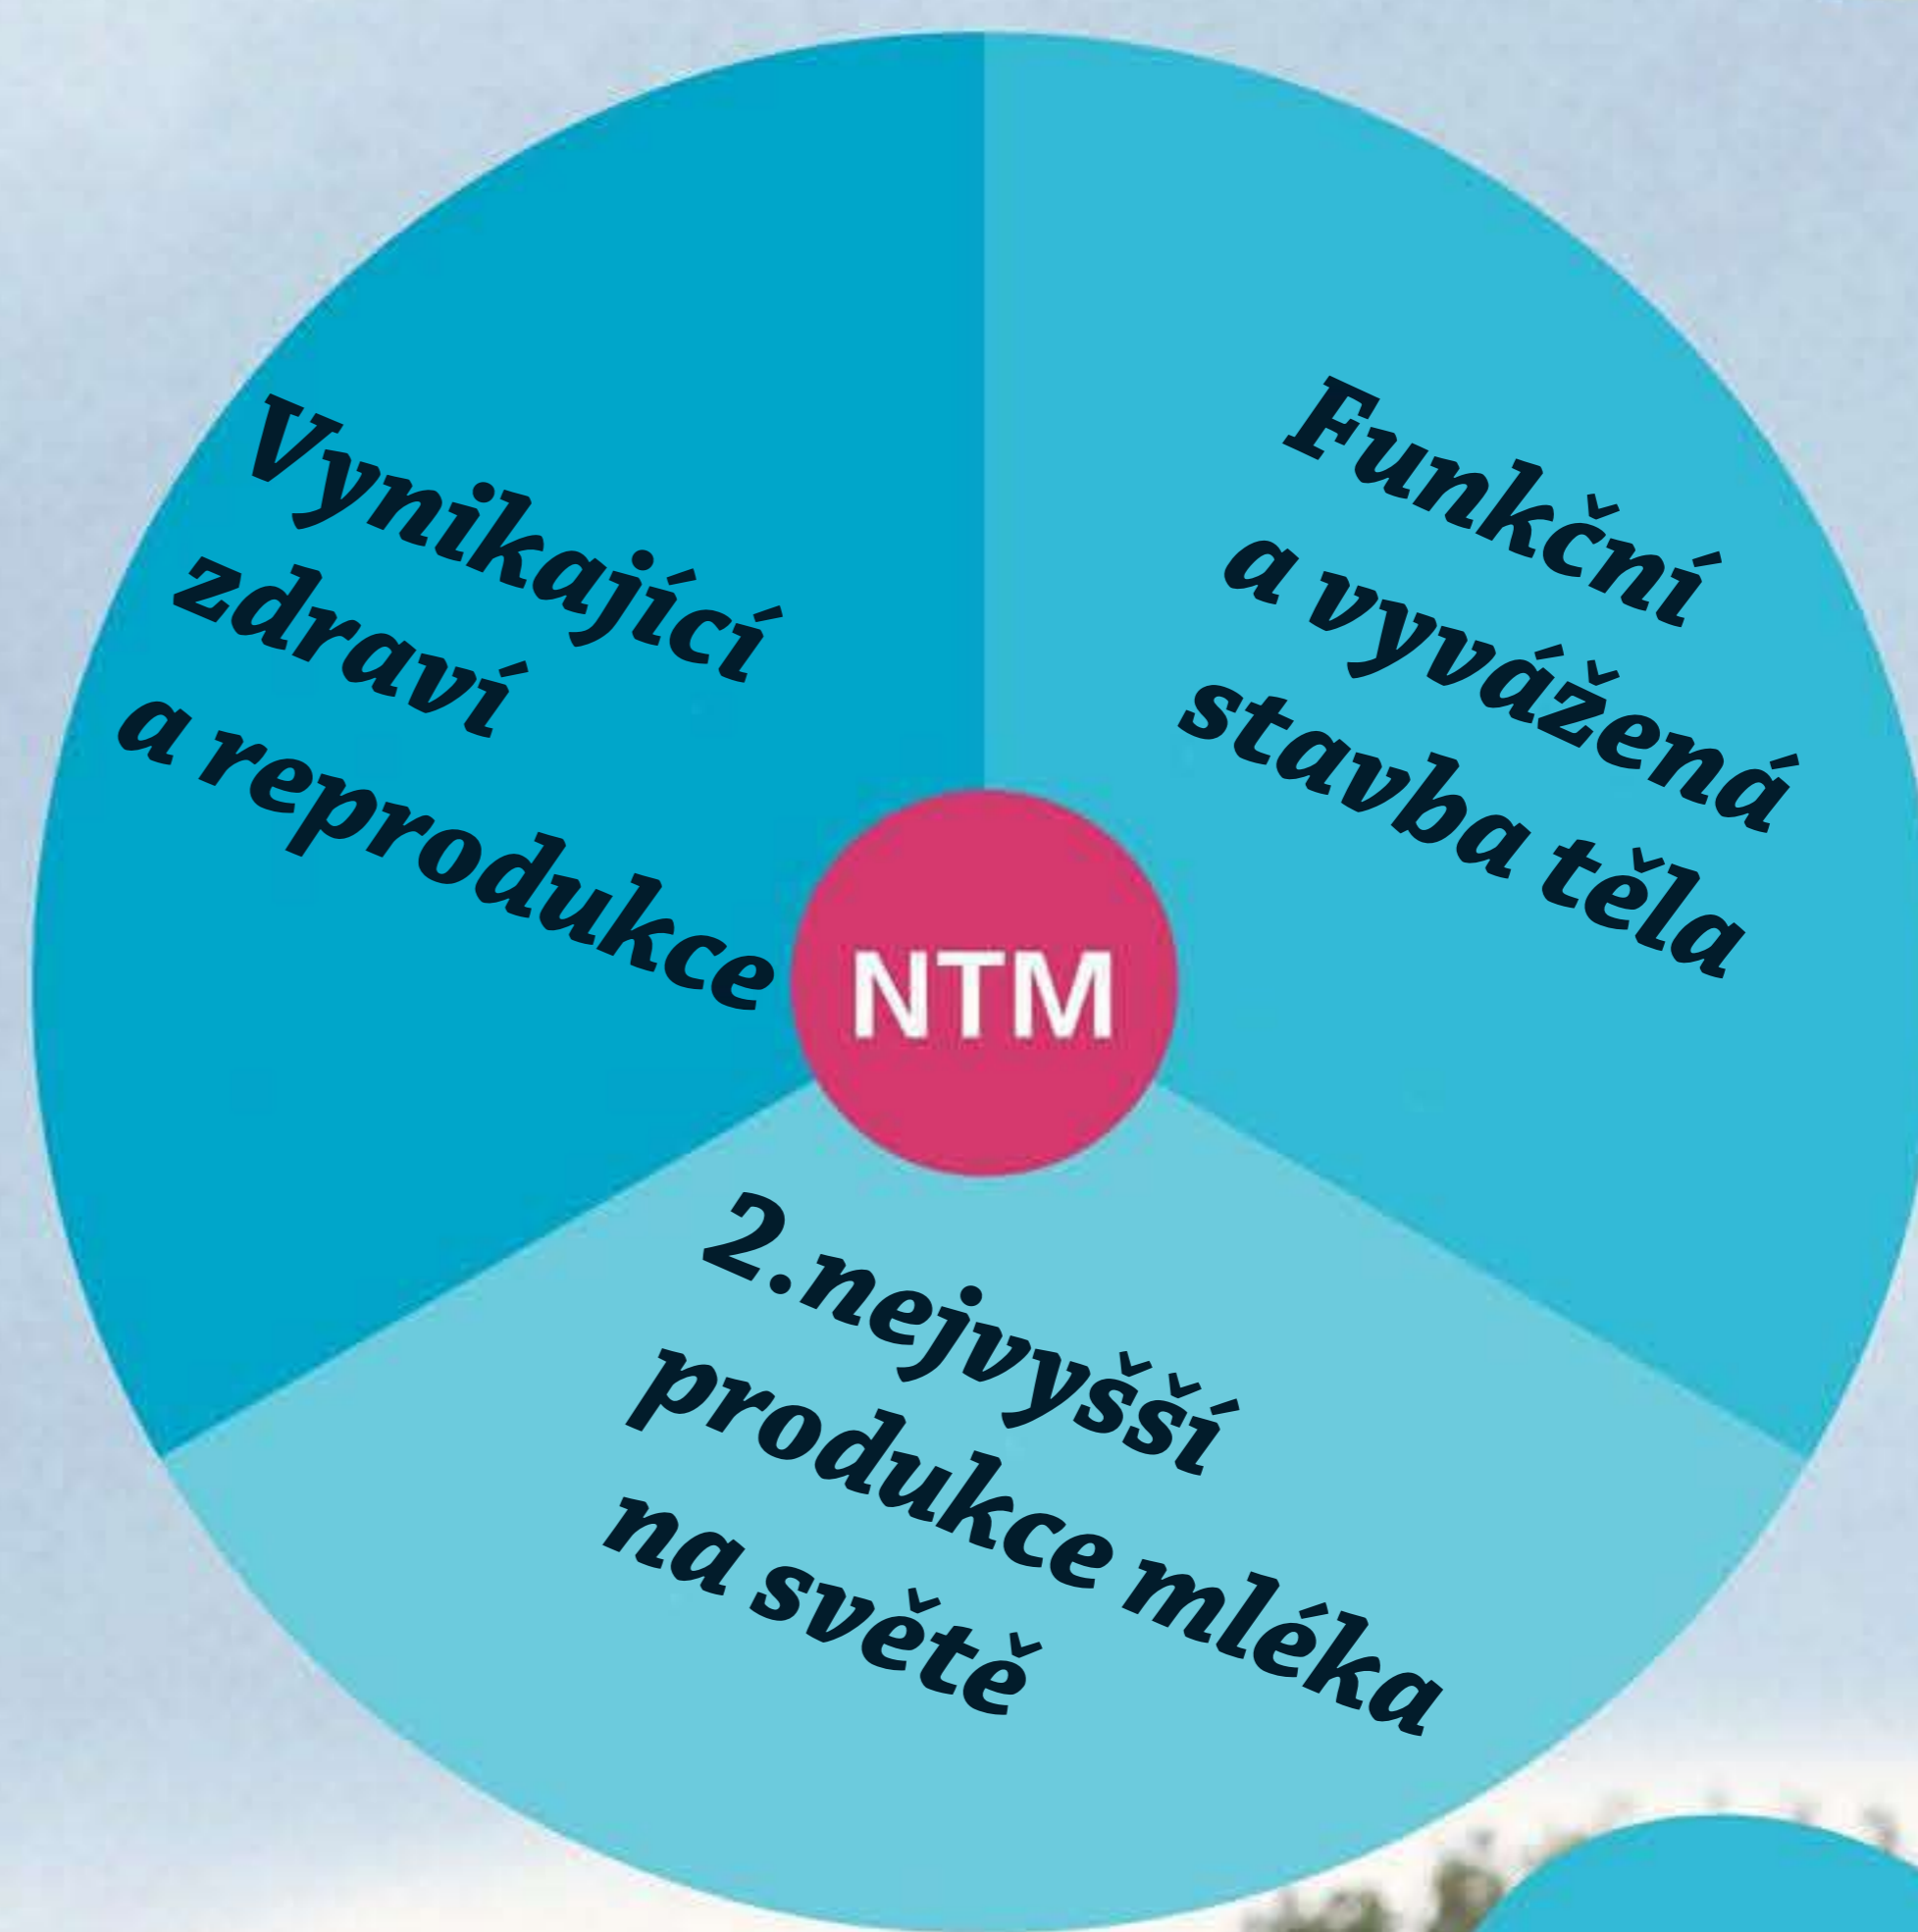 Vynikající
zdraví
a reprodukce
Funkční
a vyvážená
stavba těla
NTM
2.nejvyšší
produkce mléka
na světě